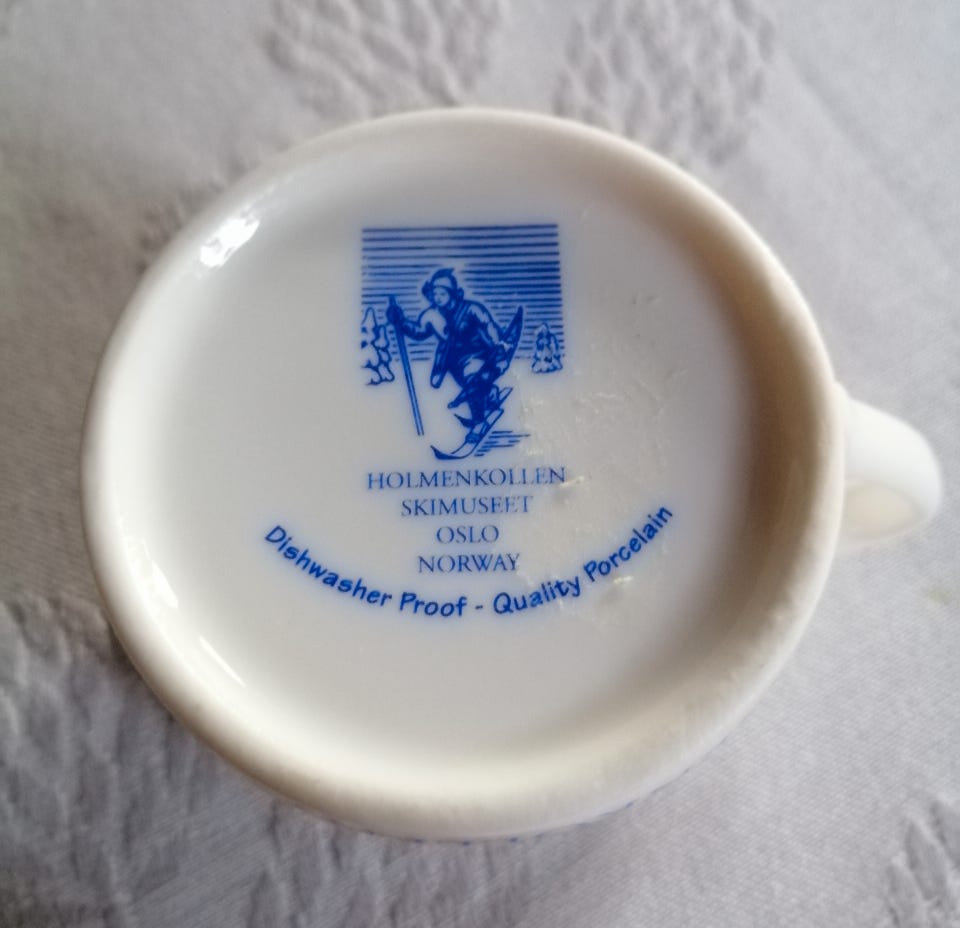 HOLMENKOLLEN
SKIMUSEET
OSLO
NORWAY
Dishwasher Proof - Quality Porcelain